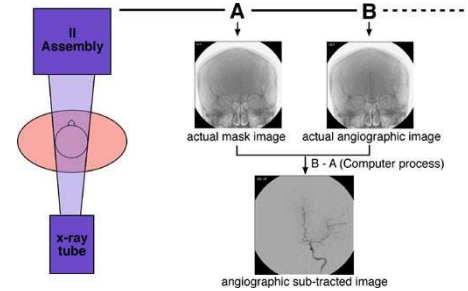 II
Assembly
A
B
actual mask image
actual angiographic image
B - A (Computer process)
x-ray
tube
angiographic sub-tracted image